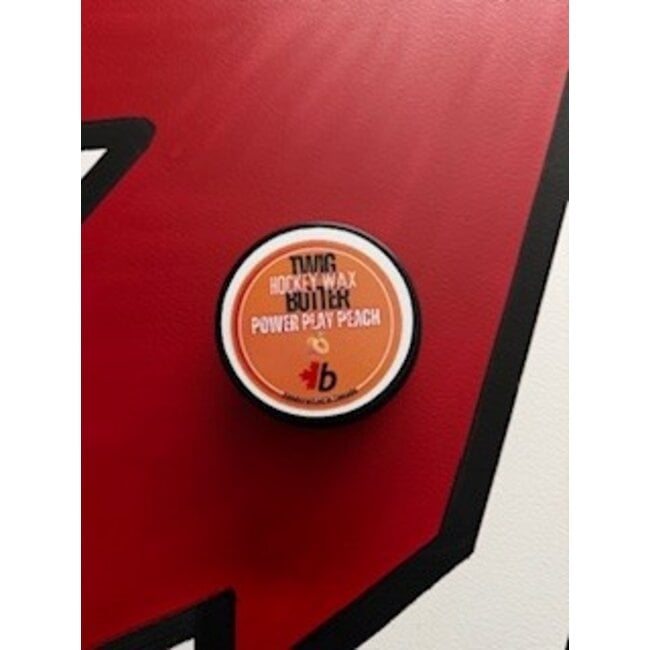 TWIG
HOCKEY WAX
BUTTER
POWER PLAY PEACH
b